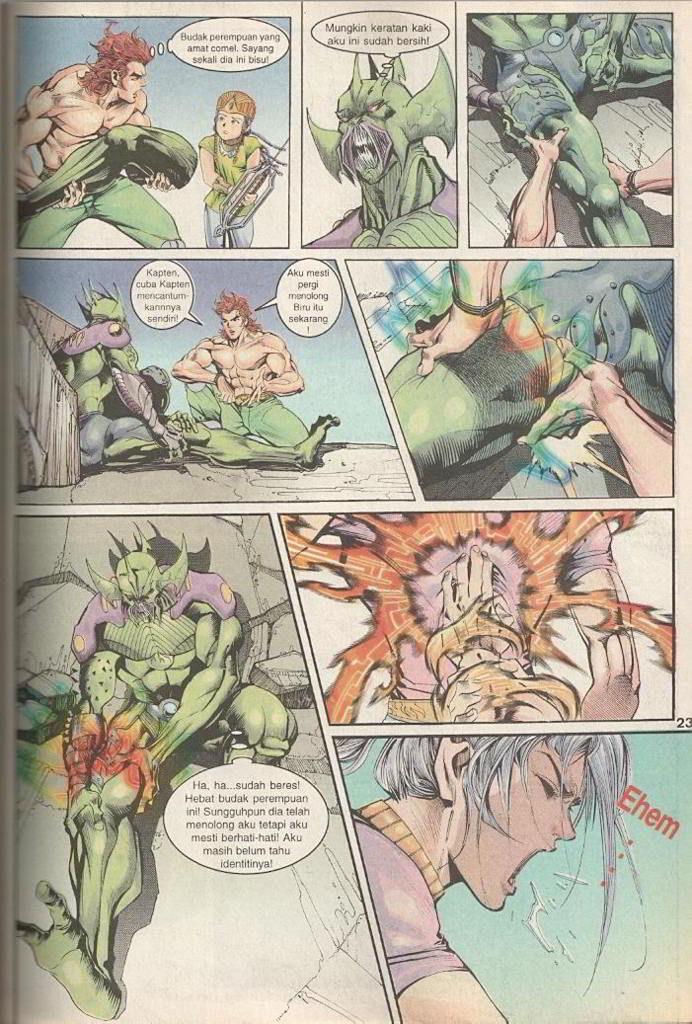 Budak perempuan yang
amat comel. Sayang
sekali dia ini bisu!
Mungkin keratan kaki
aku ini sudah bersih!
Kapten,
cuba Kapten
mencantum-
kannnya
sendiri!
Aku mesti
pergi
menolong
Biru itu
sekarang
!
Ha, ha...sudah beres!
Hebat budak perempuan
ini! Sungguhpun dia telah
menolong aku tetapi aku
mesti berhati-hati! Aku
masih belum tahu
identitinya!
23
Ehem
...